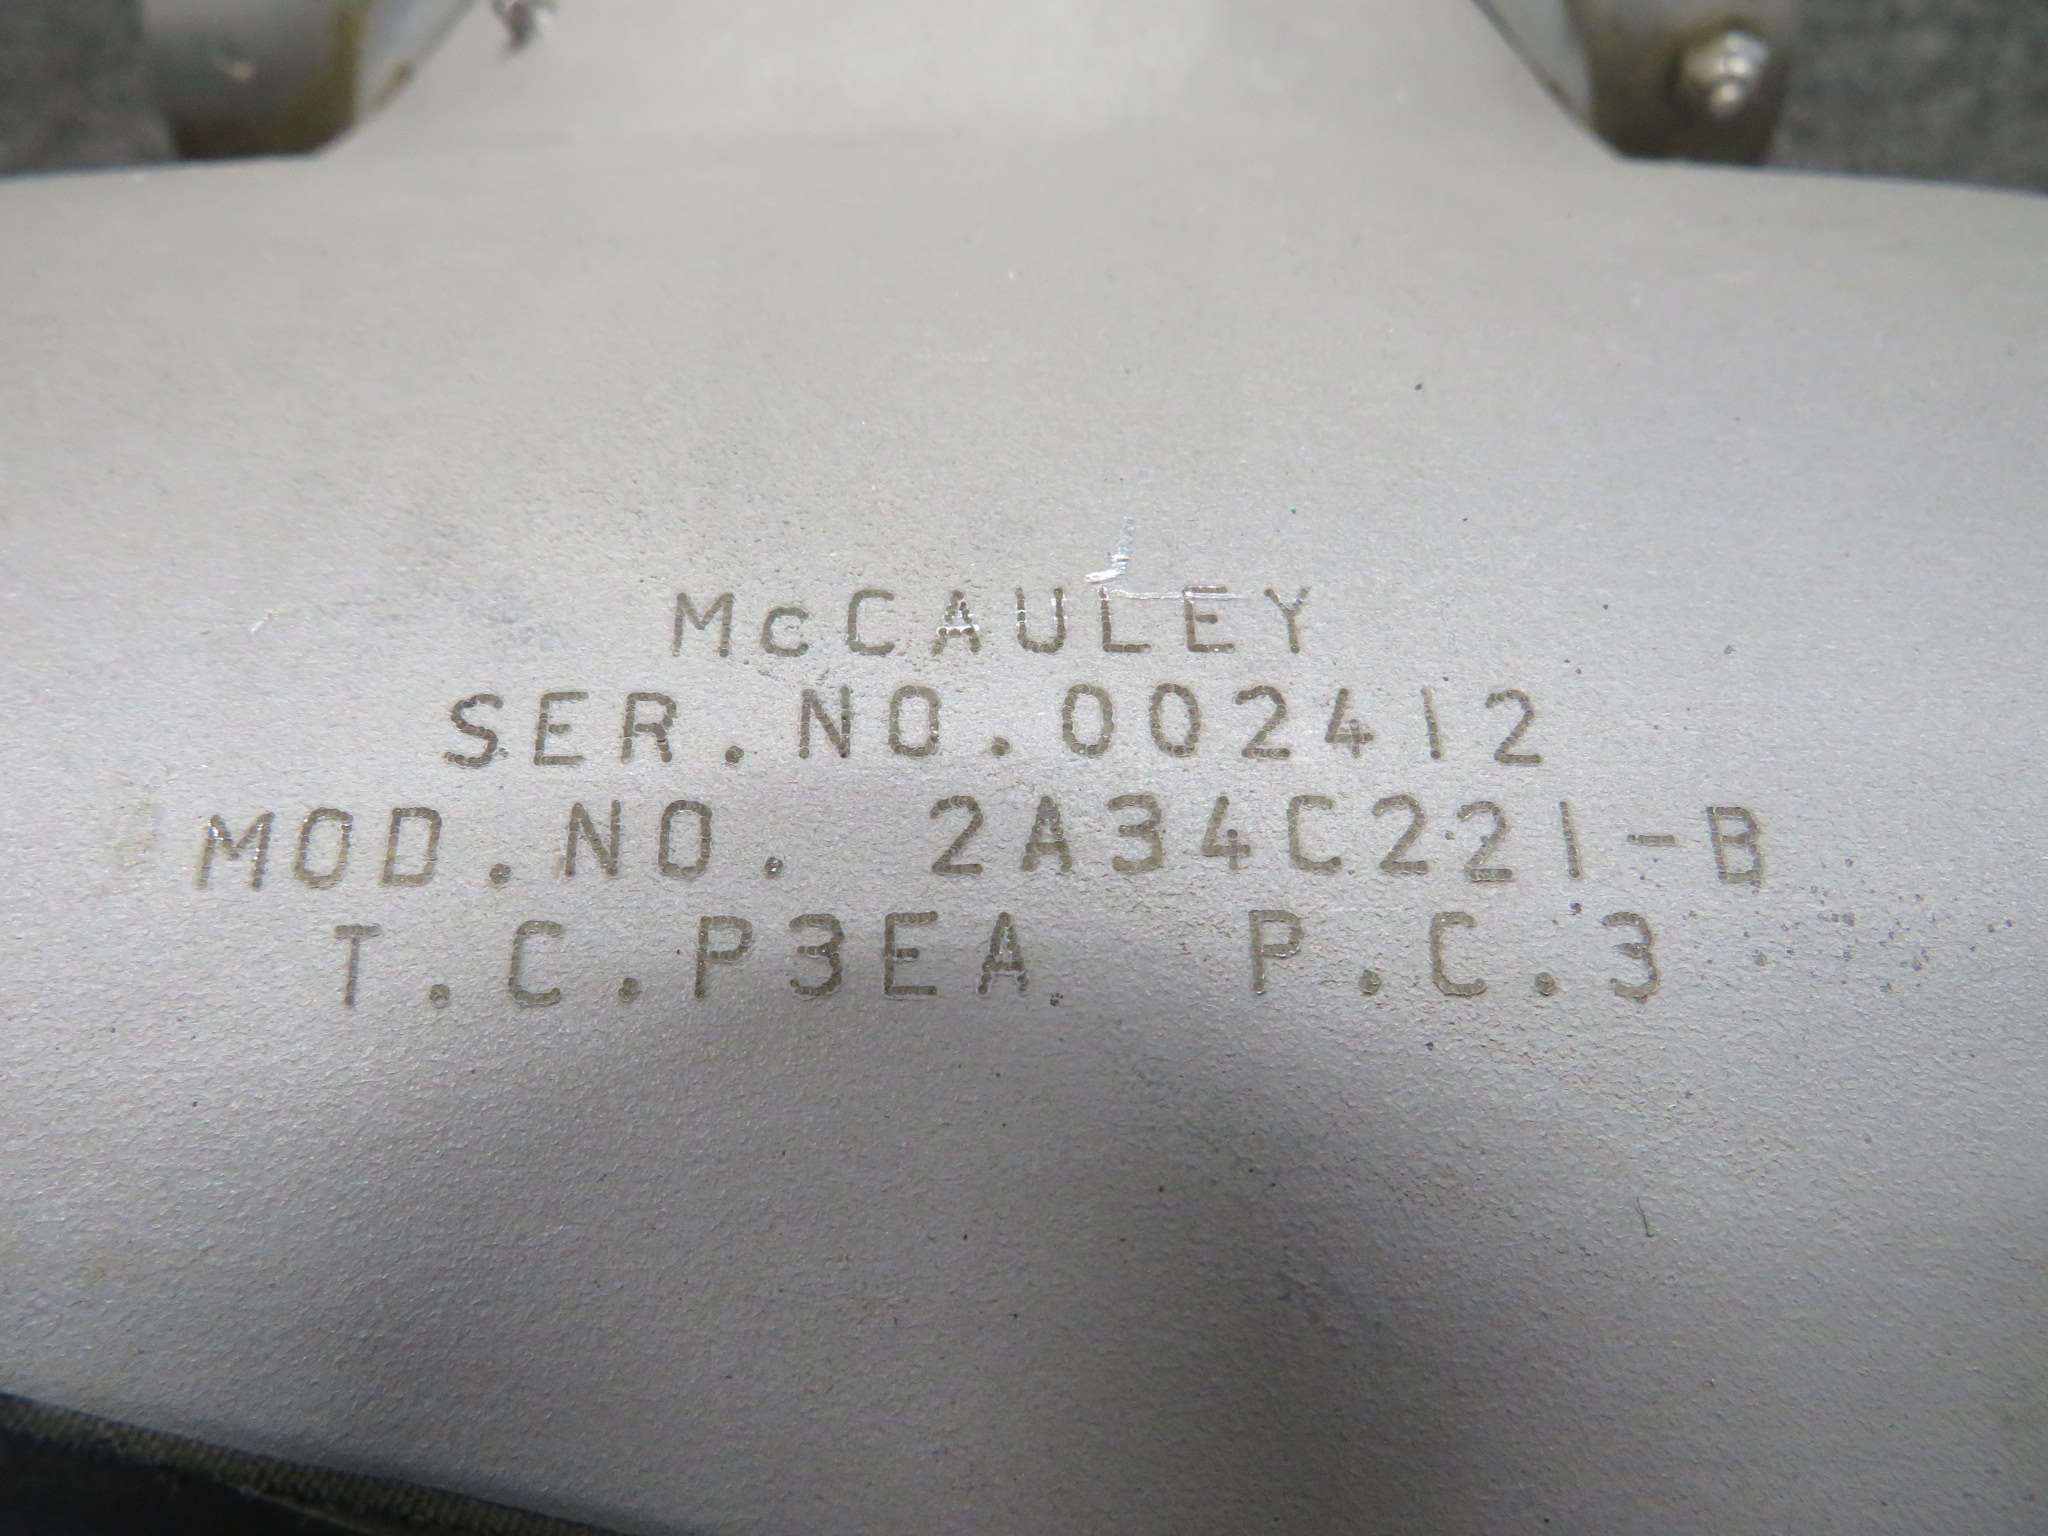 McCAULEY
SER.NO.002412
MOD.NO. 2A34C221-B
T.C.P3EA P.C.3